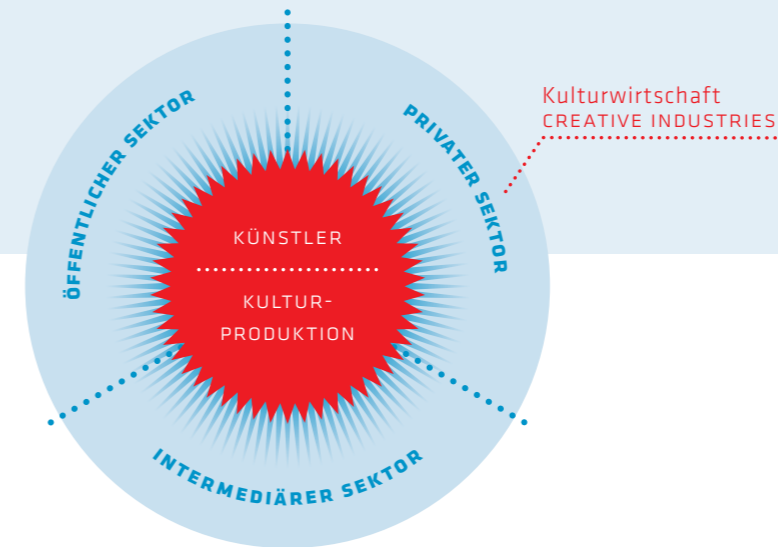 ÖFFENTLICHER SEKTOR
PRIVATER SEKTOR
Kulturwirtschaft
CREATIVE INDUSTRIES
KÜNSTLER
KULTUR-
PRODUKTION
INTERMEDIÄRER SEKTOR